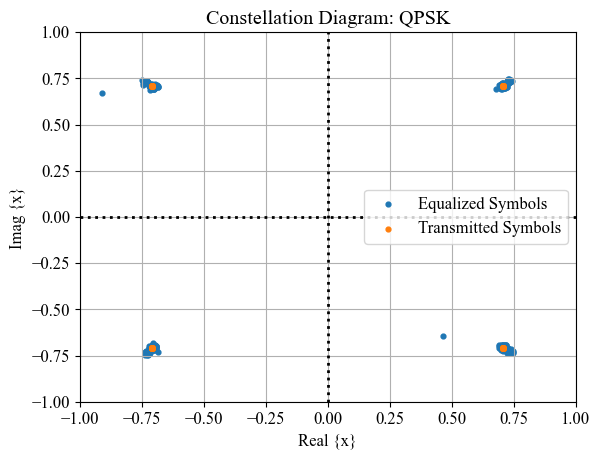 Constellation Diagram: QPSK
1.00
0.75
0.50
0.25
0.00
−0.25
−0.50
−0.75
−1.00
Imag {x}
Equalized Symbols
Transmitted Symbols
−1.00 −0.75 −0.50 −0.25 0.00 0.25 0.50 0.75 1.00
Real {x}